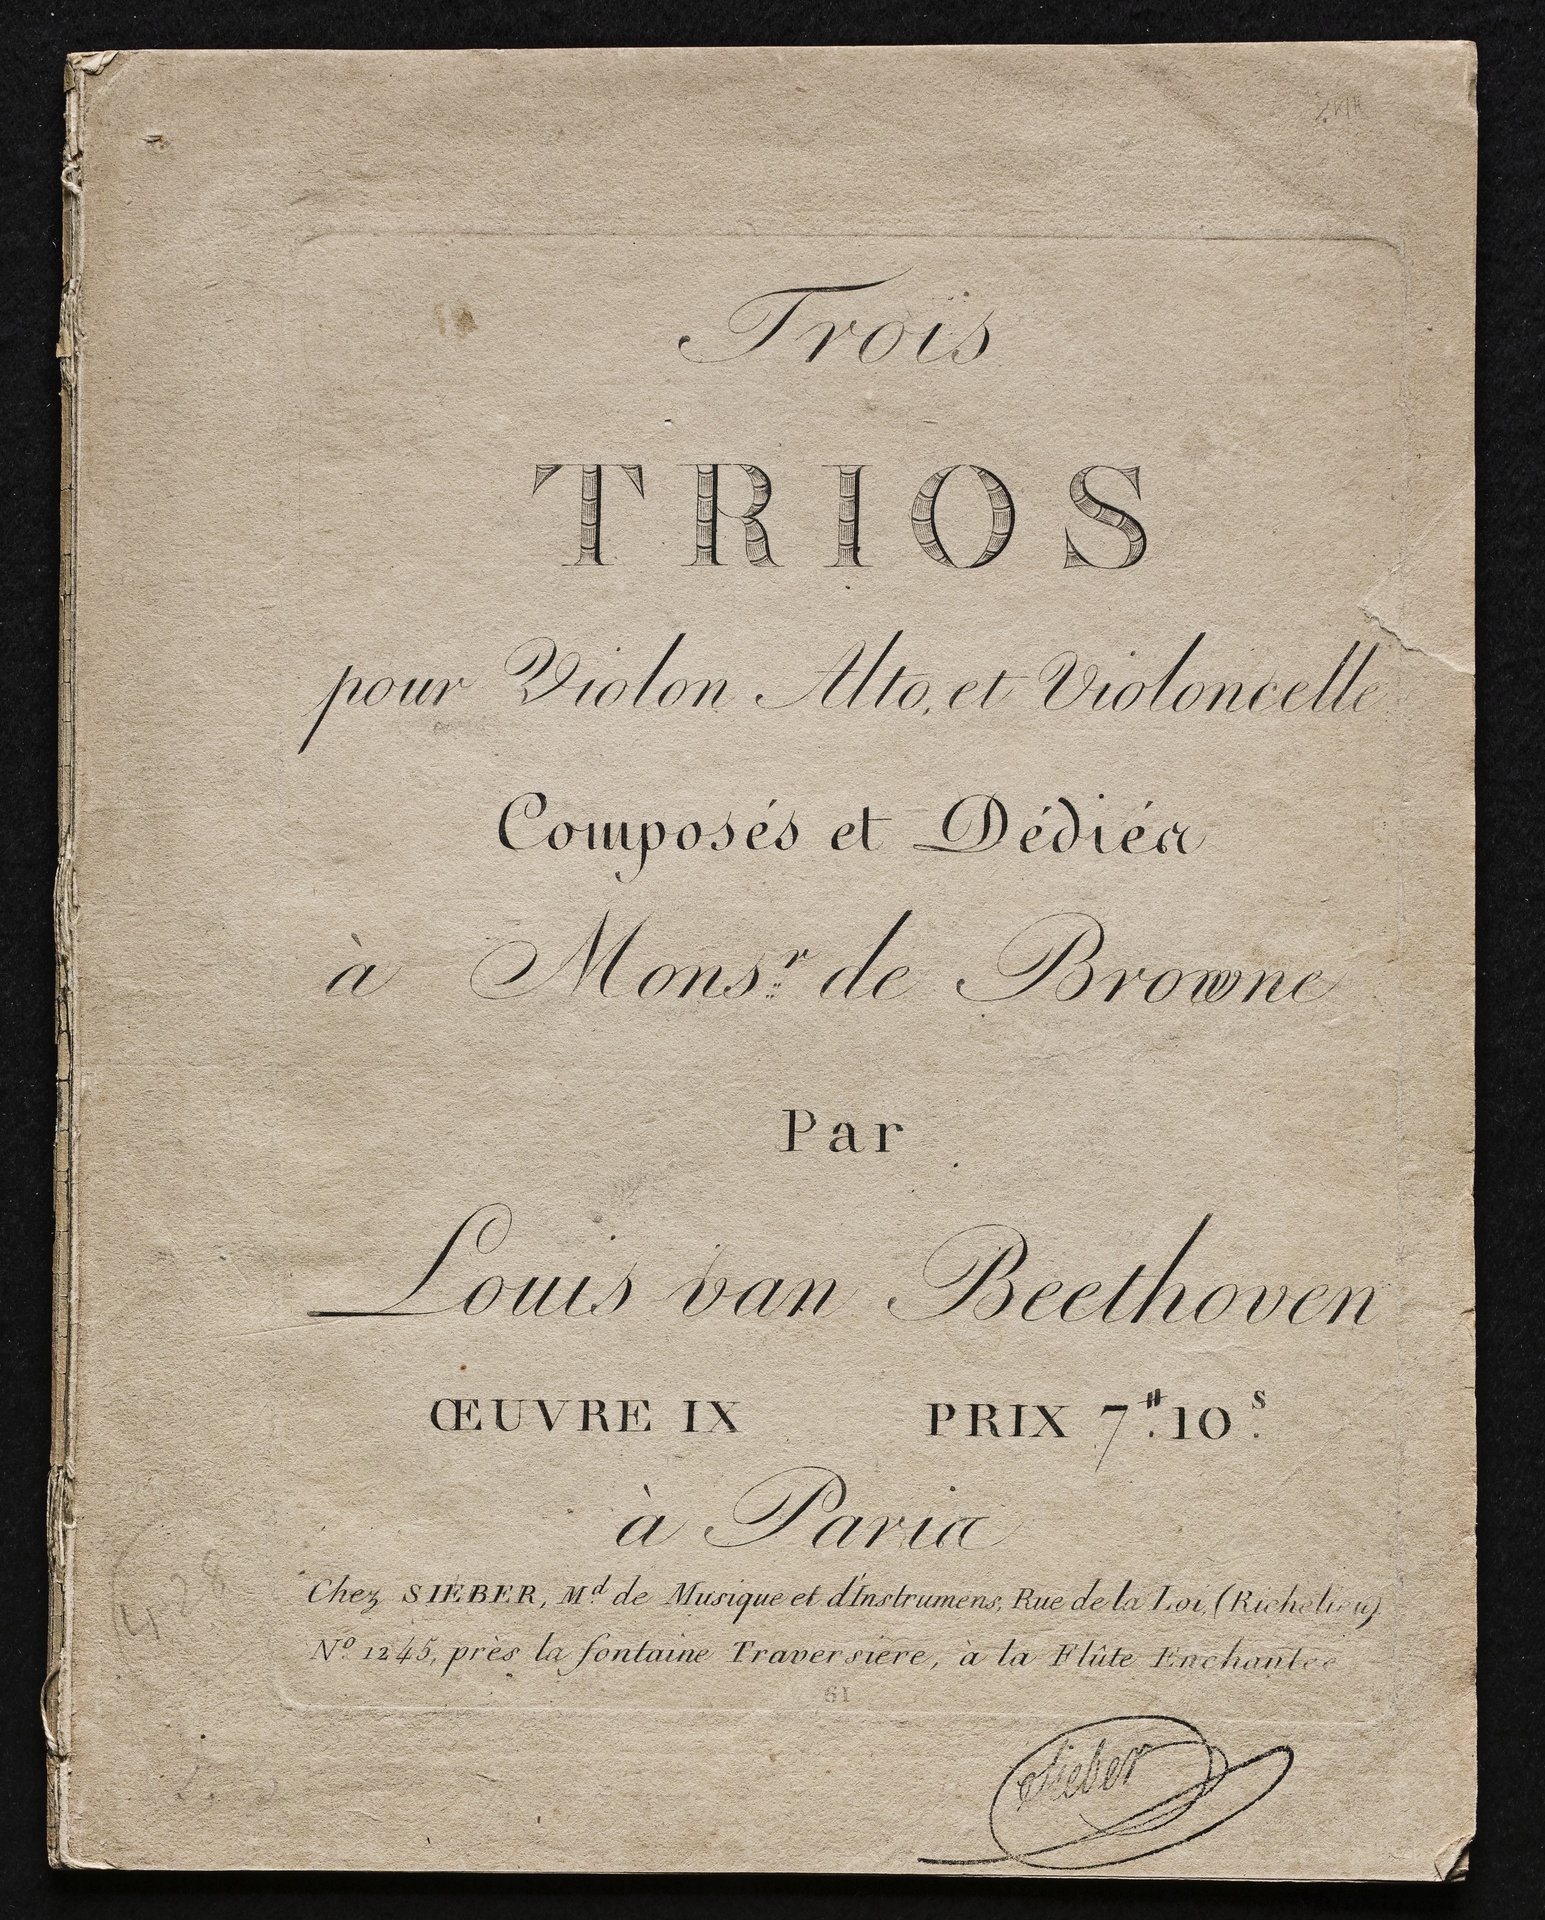 Trois
TRIOS
pour Violon Alto, et Violoncelle
Composés et Dédiés
à Monsr. de Browne
Par
Louis van Beethoven
ŒUVRE IX PRIX 7# 10s.
à Paris
Chez SIEBER, Md de Musique et d'Instrumens, Rue de la Loi, (Richelieu)
No. 1245, près la fontaine Traversiere, à la Flûte Enchantée
61
Sieber